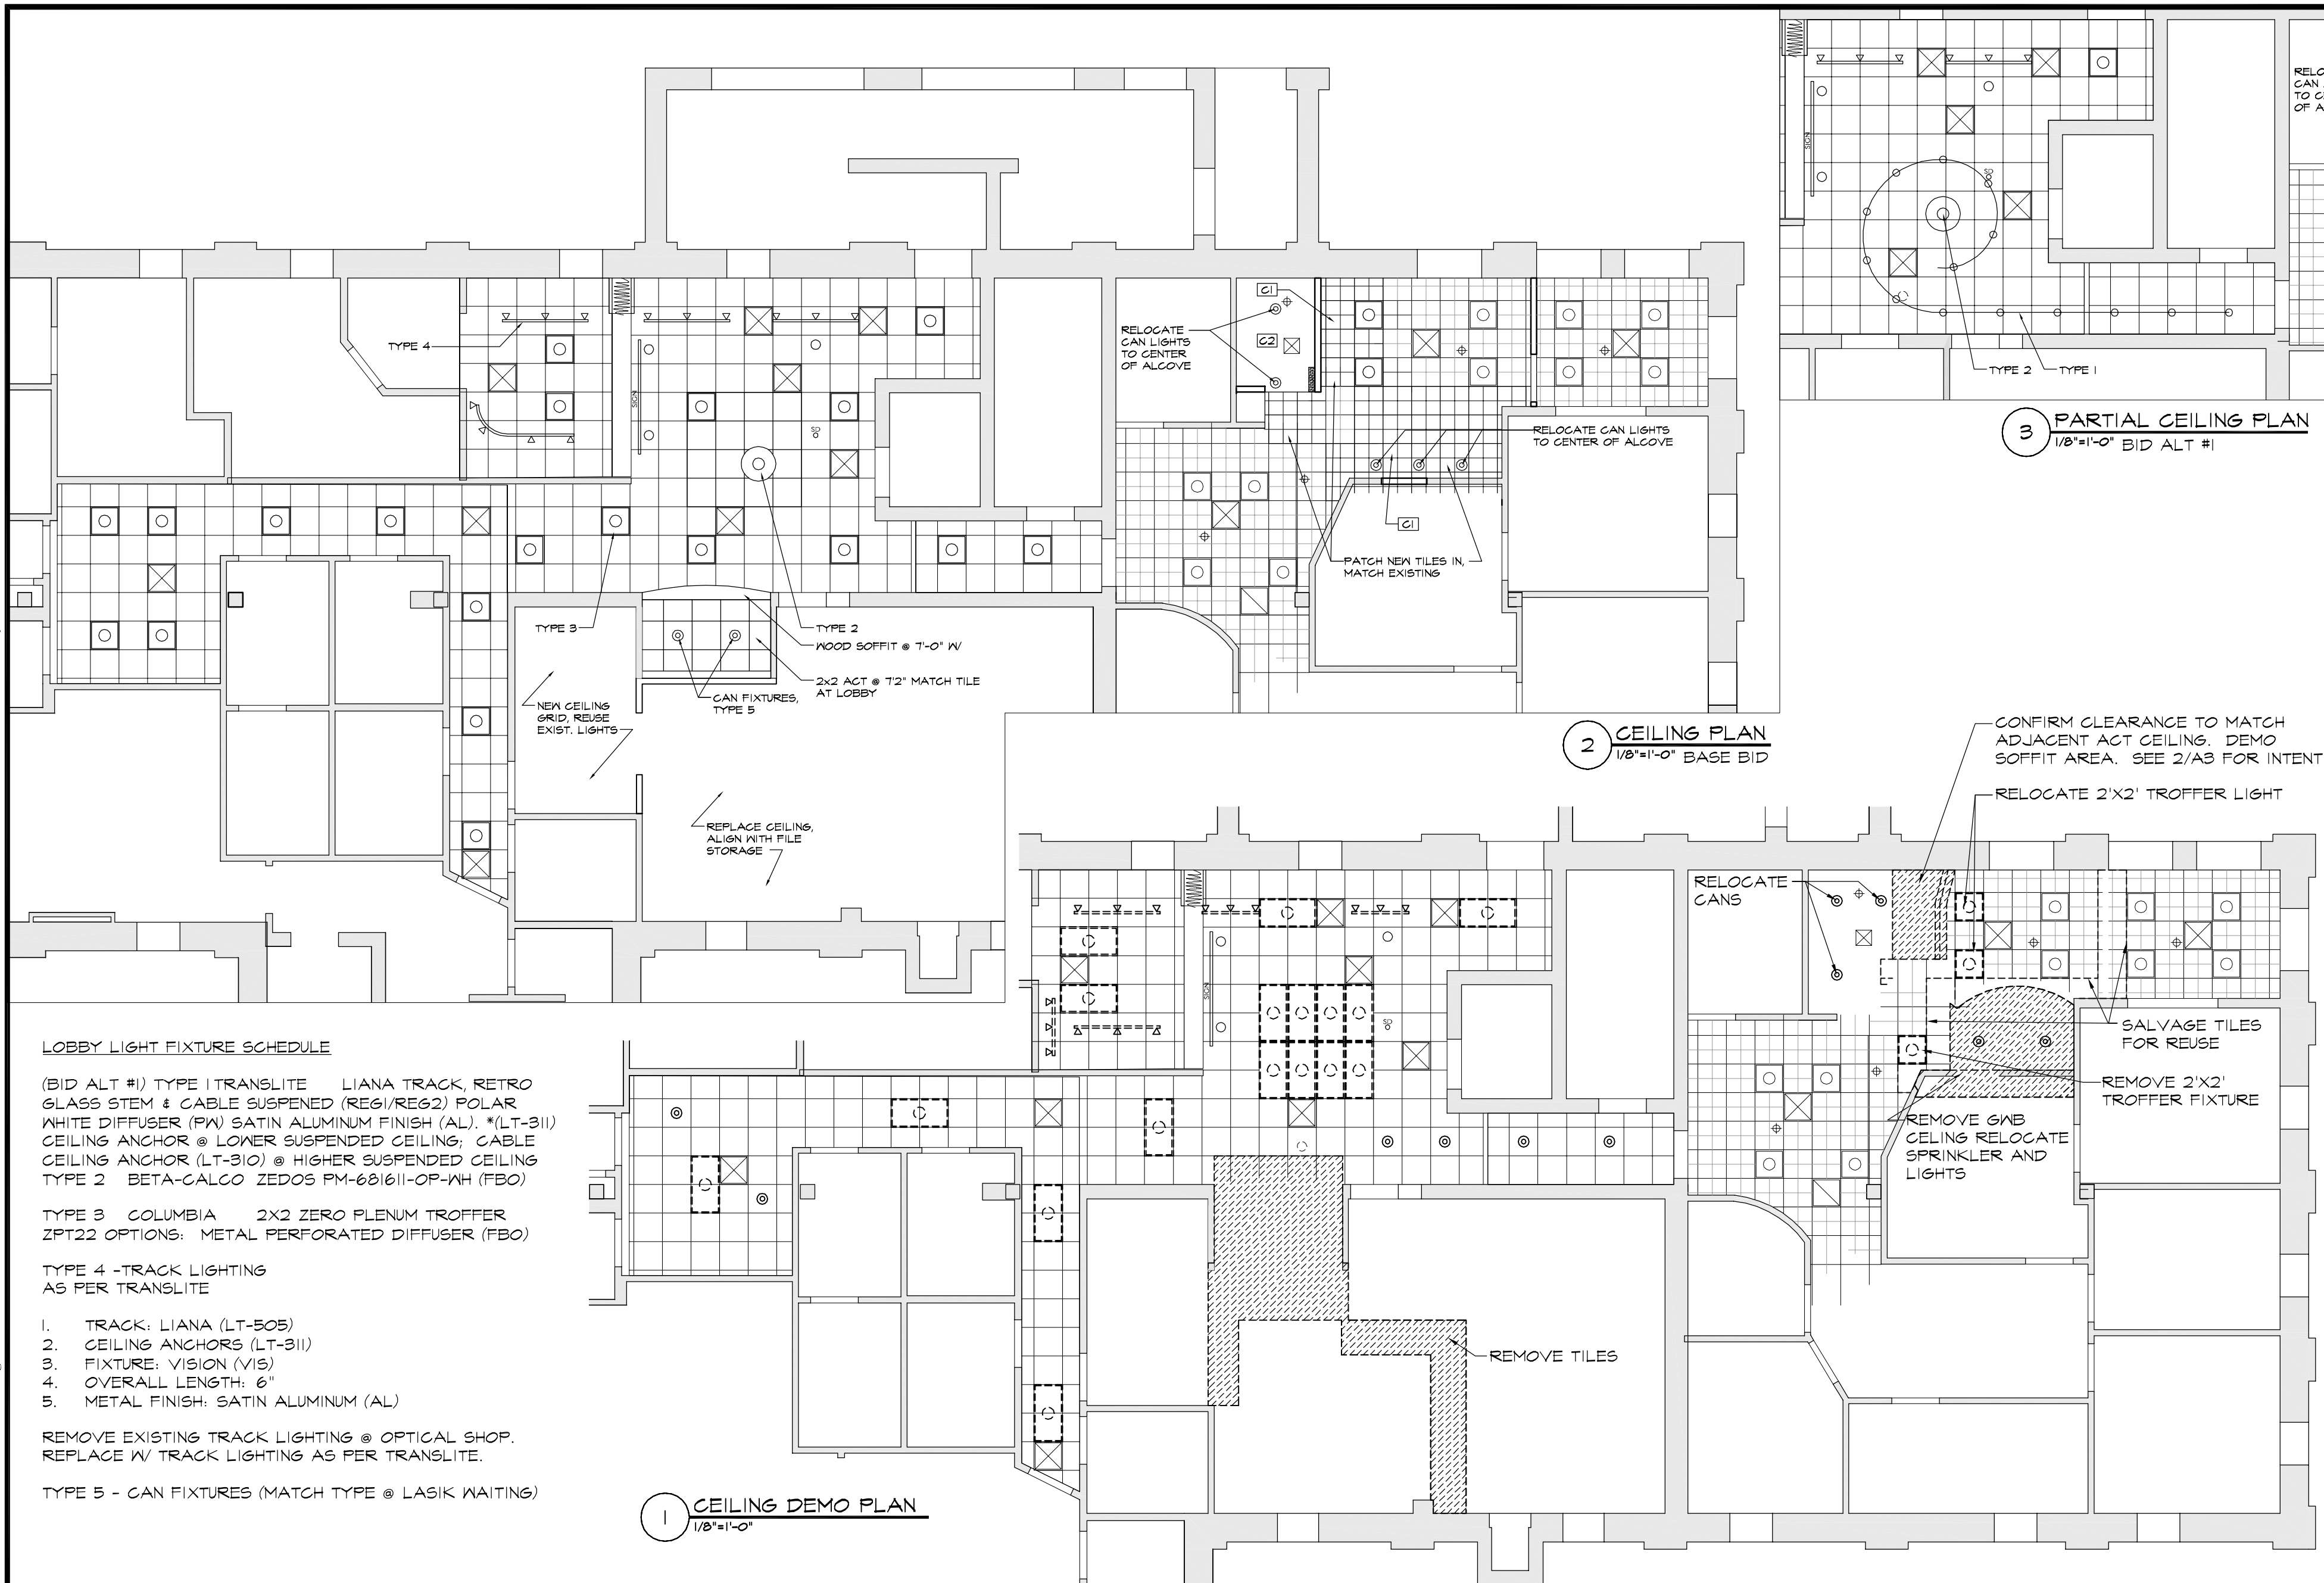 TYPE 4
SIGN
SD
TYPE 3
TYPE 2
WOOD SOFFIT @ 7'-0" W/
2x2 ACT @ 7'2" MATCH TILE
AT LOBBY
CAN FIXTURES,
TYPE 5
NEW CEILING
GRID, REUSE
EXIST. LIGHTS
REPLACE CEILING,
ALIGN WITH FILE
STORAGE
RELOCATE
CAN LIGHTS
TO CENTER
OF ALCOVE
C1
C2
RELOCATE CAN LIGHTS
TO CENTER OF ALCOVE
C1
PATCH NEW TILES IN,
MATCH EXISTING
2 CEILING PLAN
1/8"=1'-0" BASE BID
SIGN
SD
TYPE 2
TYPE 1
RELO
CAN
TO C
OF A
3 PARTIAL CEILING PLAN
1/8"=1'-0" BID ALT #1
CONFIRM CLEARANCE TO MATCH
ADJACENT ACT CEILING. DEMO
SOFFIT AREA. SEE 2/A3 FOR INTENT
RELOCATE 2'X2' TROFFER LIGHT
RELOCATE
CANS
SIGN
SD
SALVAGE TILES
FOR REUSE
REMOVE 2'X2'
TROFFER FIXTURE
REMOVE GWB
CELING RELOCATE
SPRINKLER AND
LIGHTS
REMOVE TILES
1 CEILING DEMO PLAN
1/8"=1'-0"
LOBBY LIGHT FIXTURE SCHEDULE
(BID ALT #1) TYPE 1 TRANSLITE LIANA TRACK, RETRO
GLASS STEM & CABLE SUSPENED (REG1/REG2) POLAR
WHITE DIFFUSER (PW) SATIN ALUMINUM FINISH (AL). *(LT-311)
CEILING ANCHOR @ LOWER SUSPENDED CEILING; CABLE
CEILING ANCHOR (LT-310) @ HIGHER SUSPENDED CEILING
TYPE 2 BETA-CALCO ZEDOS PM-681611-OP-WH (FBO)
TYPE 3 COLUMBIA 2X2 ZERO PLENUM TROFFER
ZPT22 OPTIONS: METAL PERFORATED DIFFUSER (FBO)
TYPE 4 -TRACK LIGHTING
AS PER TRANSLITE
1. TRACK: LIANA (LT-505)
2. CEILING ANCHORS (LT-311)
3. FIXTURE: VISION (VIS)
4. OVERALL LENGTH: 6"
5. METAL FINISH: SATIN ALUMINUM (AL)
REMOVE EXISTING TRACK LIGHTING @ OPTICAL SHOP.
REPLACE W/ TRACK LIGHTING AS PER TRANSLITE.
TYPE 5 - CAN FIXTURES (MATCH TYPE @ LASIK WAITING)